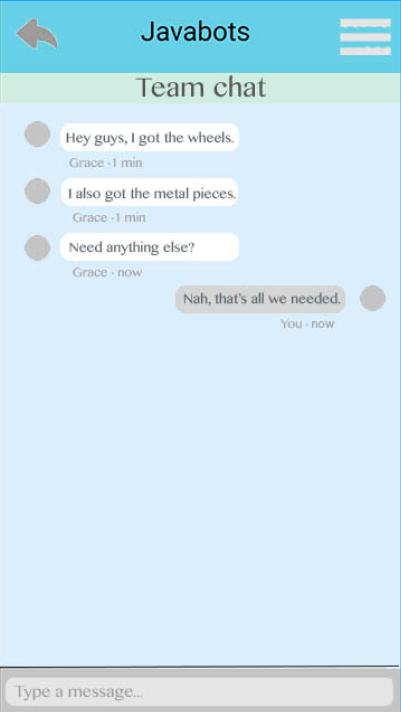 Javabots
Team chat
Hey guys, I got the wheels.
Grace ·1 min
I also got the metal pieces.
Grace ·1 min
Need anything else?
Grace · now
Nah, that's all we needed.
You · now
Type a message...